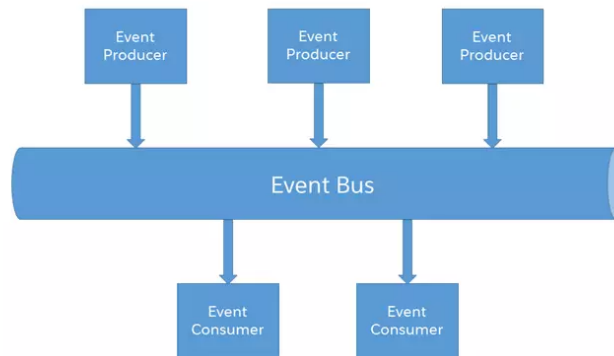 Event
Producer
Event
Producer
Event
Producer
Event Bus
Event
Consumer
Event
Consumer